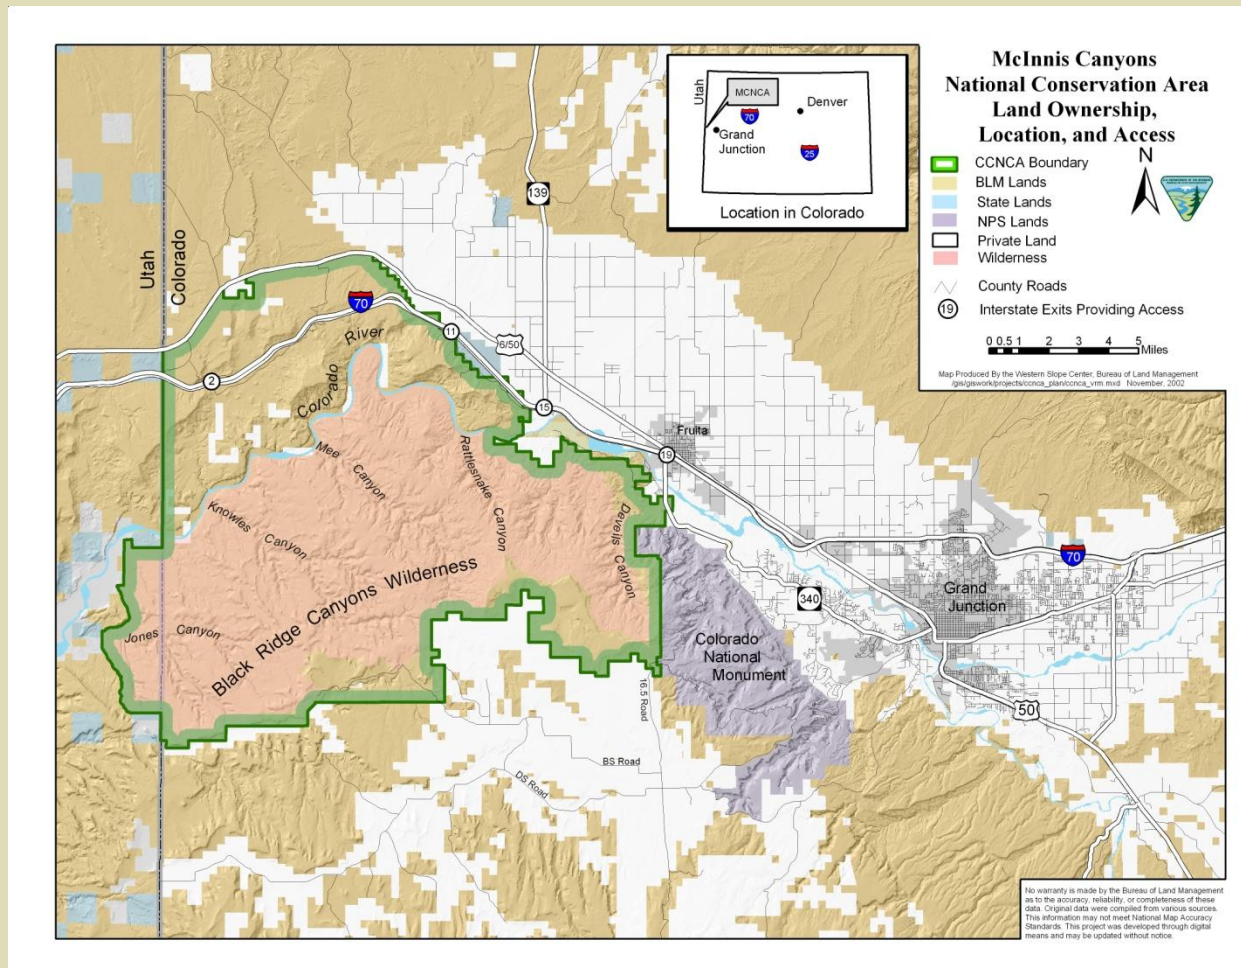 McInnis Canyons
National Conservation Area
Land Ownership,
Location, and Access
CCNCA Boundary
BLM Lands
State Lands
NPS Lands
Private Land
Wilderness
County Roads
19
Interstate Exits Providing Access
N
0 0.5 1 2 3 4 5
Miles
Map Produced By the Western Slope Center, Bureau of Land Management
/gis/giswork/projects/ccnca_plan/ccnca_vrm.mxd November, 2002
Utah
MCNCA
70
Denver
Grand
Junction
25
Location in Colorado
139
Utah
Colorado
70
11
6/50
2
Colorado River
15
Fruita
19
Mee Canyon
Rattlesnake Canyon
Knowles Canyon
Devells Canyon
Black Ridge Canyons Wilderness
Jones Canyon
70
340
Grand
Junction
Colorado
National
Monument
50
16.5 Road
BS Road
DS Road
No warranty is made by the Bureau of Land Management
as to the accuracy, reliability, or completeness of these
data. Original data were compiled from various sources.
This information may not meet National Map Accuracy
Standards. This project was developed through digital
means and may be updated without notice.